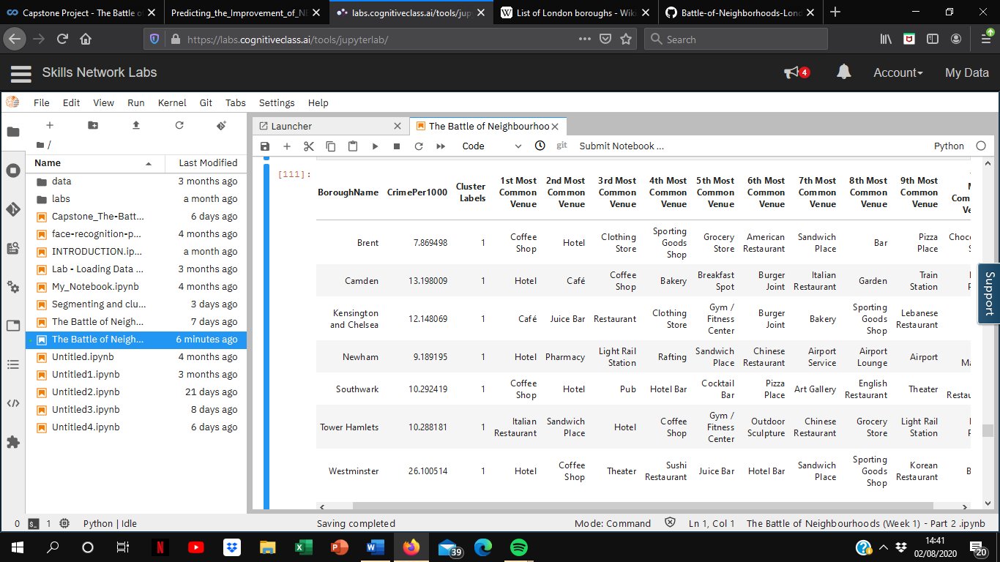 Capstone Project - The Battle of
Predicting_the_Improvement_of_NB
labs.cognitiveclass.ai/tools/jup
List of London boroughs - Wiki
Battle-of-Neighborhoods-Lond
https://labs.cognitiveclass.ai/tools/jupyterlab/
Search
Skills Network Labs
4
Account
My Data
File Edit View Run Kernel Git Tabs Settings Help
Launcher
The Battle of Neighbourhoo
/
Code
git
Submit Notebook ...
Python
Name Last Modified
data 3 months ago
labs a month ago
Capstone_The-Batt... 6 days ago
face-recognition-p... 4 months ago
INTRODUCTION.ip... a month ago
Lab - Loading Data ... 3 months ago
My_Notebook.ipynb 4 months ago
Segmenting and clu... 3 days ago
The Battle of Neigh... 7 days ago
The Battle of Neigh... 6 minutes ago
Untitled.ipynb 4 months ago
Untitled1.ipynb 3 months ago
Untitled2.ipynb 21 days ago
Untitled3.ipynb 8 days ago
Untitled4.ipynb 6 days ago
[111]:
BoroughName CrimePer1000 Cluster Labels 1st Most Common Venue 2nd Most Common Venue 3rd Most Common Venue 4th Most Common Venue 5th Most Common Venue 6th Most Common Venue 7th Most Common Venue 8th Most Common Venue 9th Most Common Venue
Brent 7.869498 1 Coffee Shop Hotel Clothing Store Sporting Goods Shop Grocery Store American Restaurant Sandwich Place Bar Pizza Place Choc
Camden 13.198009 1 Hotel Café Coffee Shop Bakery Breakfast Spot Burger Joint Italian Restaurant Garden Train Station
Kensington and Chelsea 12.148069 1 Café Juice Bar Restaurant Clothing Store Gym / Fitness Center Burger Joint Bakery Sporting Goods Shop Lebanese Restaurant
Newham 9.189195 1 Hotel Pharmacy Light Rail Station Rafting Sandwich Place Chinese Restaurant Airport Service Airport Lounge Airport Ma
Southwark 10.292419 1 Coffee Shop Hotel Pub Hotel Bar Cocktail Bar Pizza Place Art Gallery English Restaurant Theater Restau
Tower Hamlets 10.288181 1 Italian Restaurant Sandwich Place Hotel Coffee Shop Gym / Fitness Center Outdoor Sculpture Chinese Restaurant Grocery Store Light Rail Station
Westminster 26.100514 1 Hotel Coffee Shop Theater Sushi Restaurant Juice Bar Hotel Bar Sandwich Place Sporting Goods Shop Korean Restaurant B
Support
0 1 Python | Idle Saving completed Mode: Command Ln 1, Col 1 The Battle of Neighbourhoods (Week 1) - Part 2 .ipynb
39
14:41
02/08/2020
20